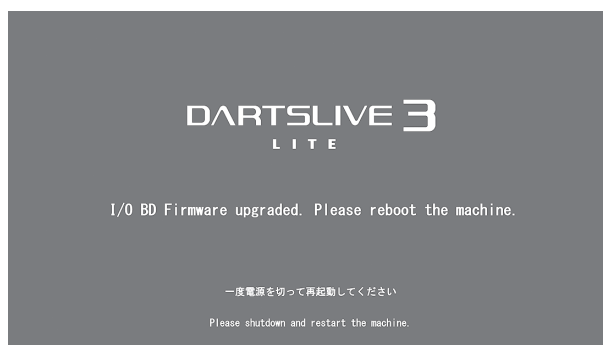 DARTSLIVE 3
LITE
I/O BD Firmware upgraded. Please reboot the machine.
一度電源を切って再起動してください
Please shutdown and restart the machine.